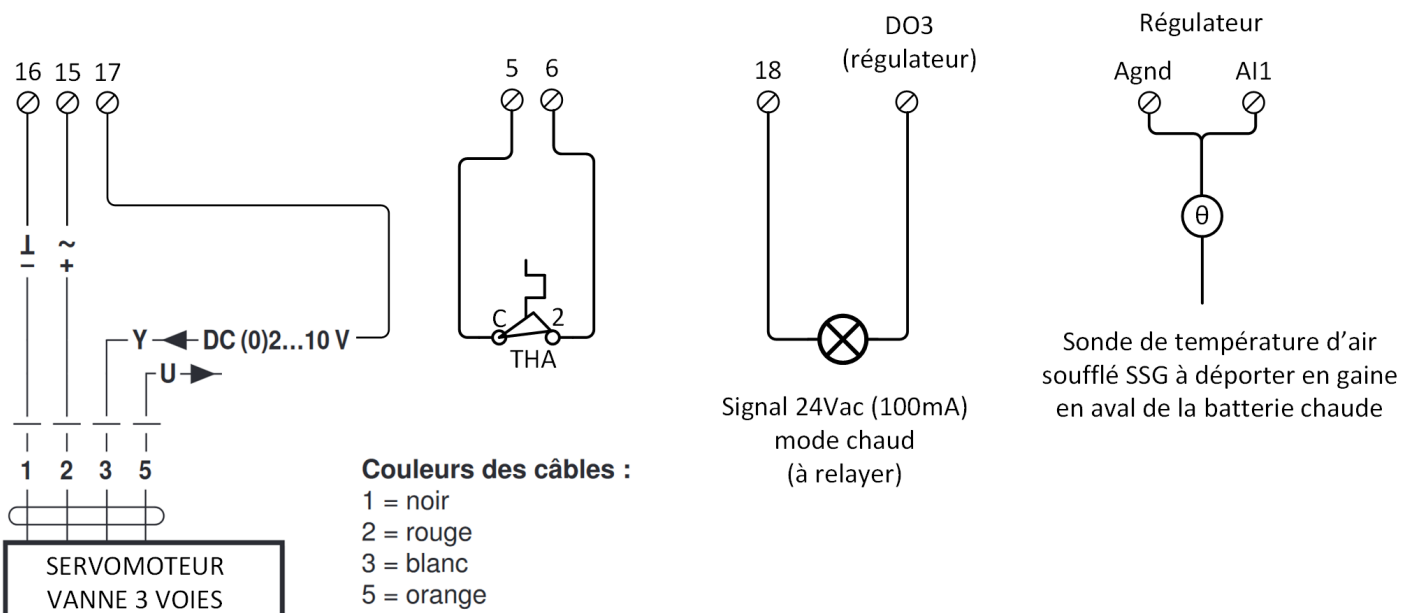 16 15 17
⊥ ~
– +
Y DC (0)2...10 V
U
1 2 3 5
SERVOMOTEUR
VANNE 3 VOIES
Couleurs des câbles :
1 = noir
2 = rouge
3 = blanc
5 = orange
5 6
C 2
THA
DO3
(régulateur)
18
Signal 24Vac (100mA)
mode chaud
(à relayer)
Régulateur
Agnd AI1
θ
Sonde de température d’air
soufflé SSG à déporter en gaine
en aval de la batterie chaude